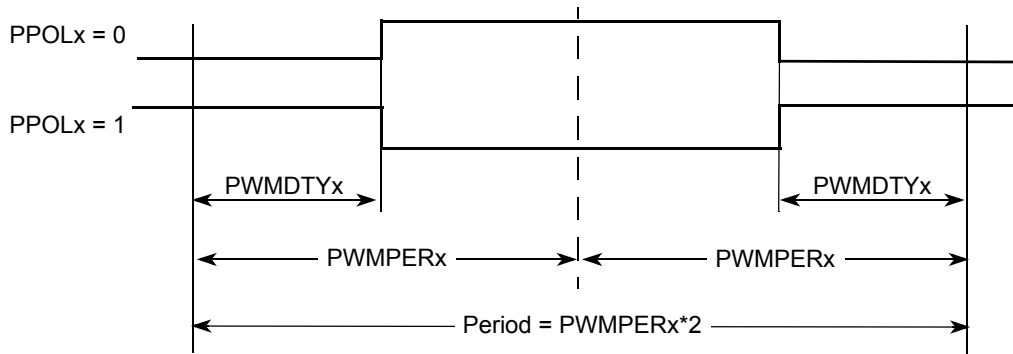 PPOLx = 0
PPOLx = 1
PWMDTYx
PWMDTYx
PWMPERx
PWMPERx
Period = PWMPERx*2